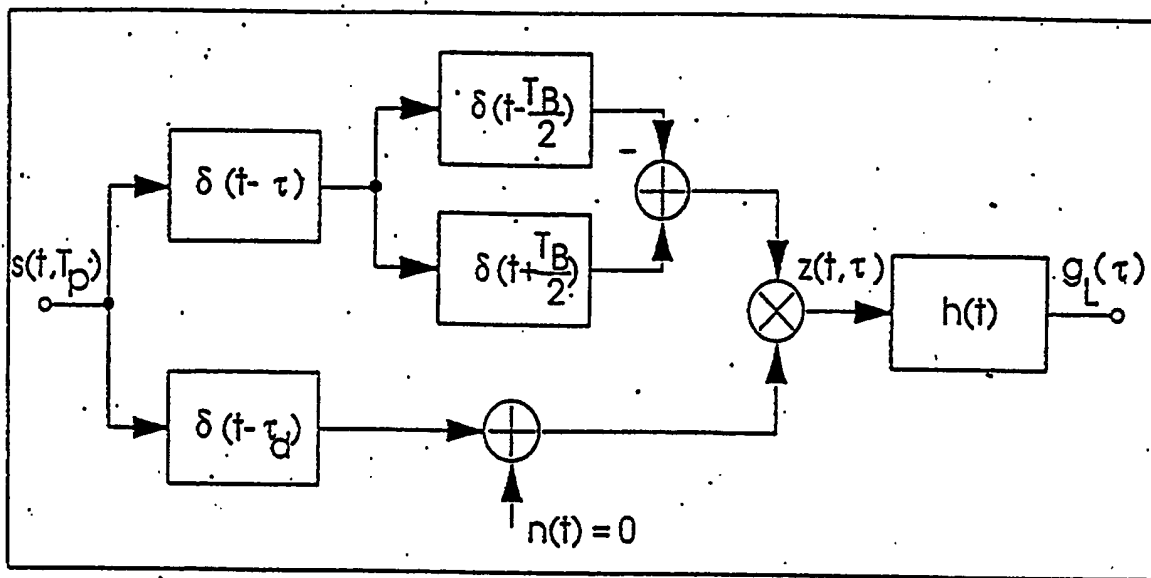 δ(t-T_B/2)
-
δ(t-τ)
δ(t+T_B/2)
s(t,T_p)
z(t,τ)
h(t)
g_L(τ)
δ(t-τ_d)
n(t)=0